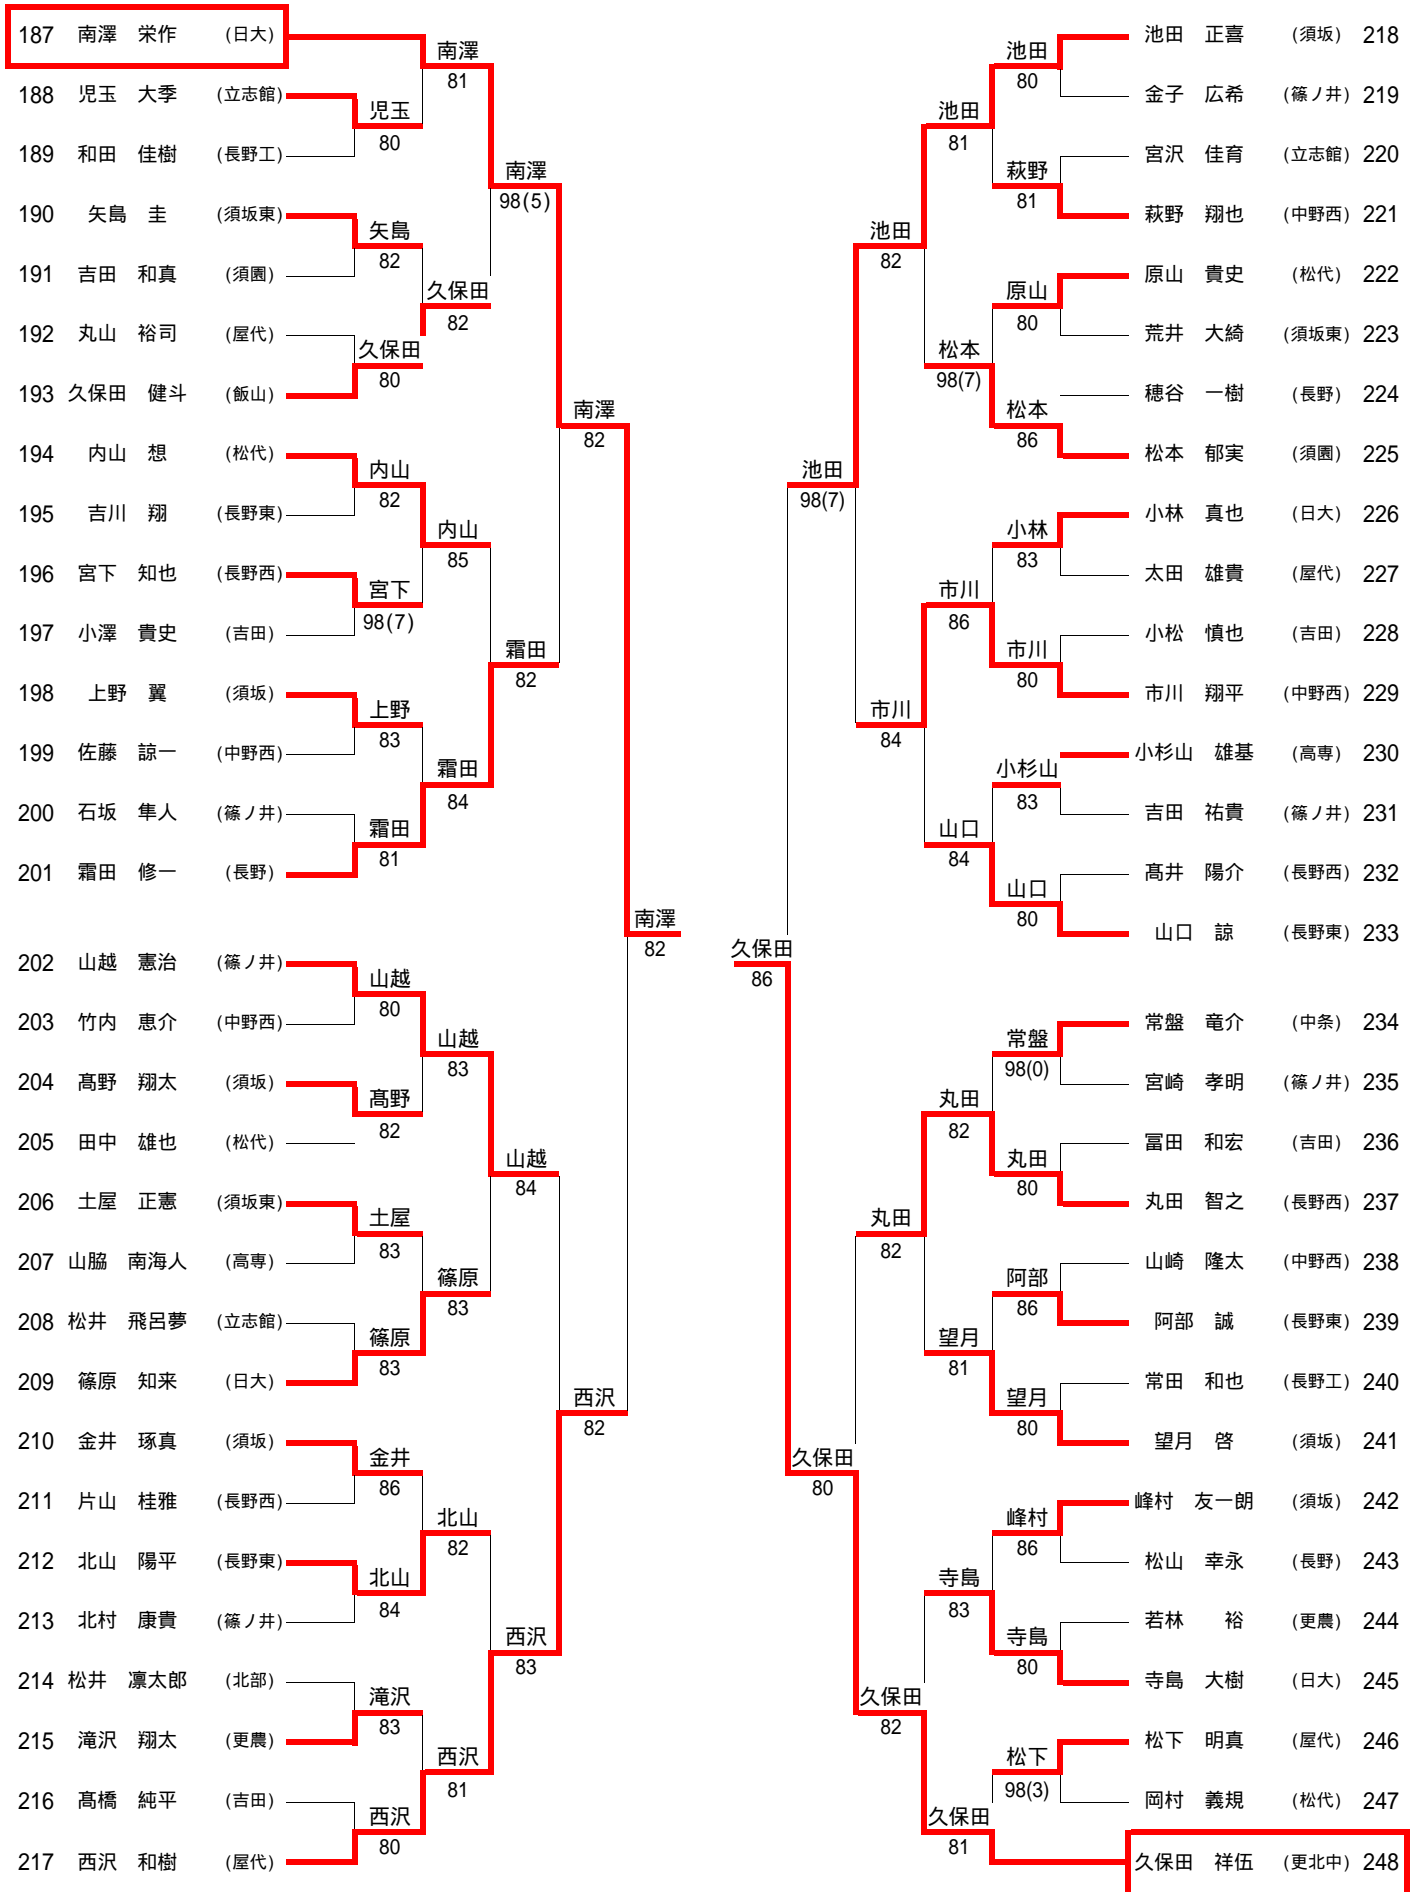 187 南澤 栄作 (日大)
188 児玉 大季 (立志館)
189 和田 佳樹 (長野工)
190 矢島 圭 (須坂東)
191 吉田 和真 (須園)
192 丸山 裕司 (屋代)
193 久保田 健斗 (飯山)
194 内山 想 (松代)
195 吉川 翔 (長野東)
196 宮下 知也 (長野西)
197 小澤 貴史 (吉田)
198 上野 翼 (須坂)
199 佐藤 諒一 (中野西)
200 石坂 隼人 (篠ノ井)
201 霜田 修一 (長野)
202 山越 憲治 (篠ノ井)
203 竹内 恵介 (中野西)
204 髙野 翔太 (須坂)
205 田中 雄也 (松代)
206 土屋 正憲 (須坂東)
207 山脇 南海人 (高専)
208 松井 飛呂夢 (立志館)
209 篠原 知来 (日大)
210 金井 琢真 (須坂)
211 片山 桂雅 (長野西)
212 北山 陽平 (長野東)
213 北村 康貴 (篠ノ井)
214 松井 凛太郎 (北部)
215 滝沢 翔太 (更農)
216 髙橋 純平 (吉田)
217 西沢 和樹 (屋代)
児玉
80
矢島
82
久保田
80
内山
82
宮下
98(7)
上野
83
霜田
81
山越
80
髙野
82
土屋
83
篠原
83
金井
86
北山
84
滝沢
83
西沢
80
南澤
81
久保田
82
内山
85
霜田
84
山越
83
篠原
83
北山
82
西沢
81
南澤
98(5)
霜田
82
山越
84
西沢
83
南澤
82
西沢
82
南澤
82
久保田
86
池田
98(7)
久保田
80
池田
82
市川
84
丸田
82
久保田
82
池田
81
松本
98(7)
市川
86
山口
84
丸田
82
望月
81
寺島
83
久保田
81
池田
80
萩野
81
原山
80
松本
86
小林
83
市川
80
小杉山
83
山口
80
常盤
98(0)
丸田
80
阿部
86
望月
80
峰村
86
寺島
80
松下
98(3)
池田 正喜 (須坂) 218
金子 広希 (篠ノ井) 219
宮沢 佳育 (立志館) 220
萩野 翔也 (中野西) 221
原山 貴史 (松代) 222
荒井 大綺 (須坂東) 223
穂谷 一樹 (長野) 224
松本 郁実 (須園) 225
小林 真也 (日大) 226
太田 雄貴 (屋代) 227
小松 慎也 (吉田) 228
市川 翔平 (中野西) 229
小杉山 雄基 (高専) 230
吉田 祐貴 (篠ノ井) 231
髙井 陽介 (長野西) 232
山口 諒 (長野東) 233
常盤 竜介 (中条) 234
宮崎 孝明 (篠ノ井) 235
冨田 和宏 (吉田) 236
丸田 智之 (長野西) 237
山崎 隆太 (中野西) 238
阿部 誠 (長野東) 239
常田 和也 (長野工) 240
望月 啓 (須坂) 241
峰村 友一朗 (須坂) 242
松山 幸永 (長野) 243
若林 裕 (更農) 244
寺島 大樹 (日大) 245
松下 明真 (屋代) 246
岡村 義規 (松代) 247
久保田 祥伍 (更北中) 248